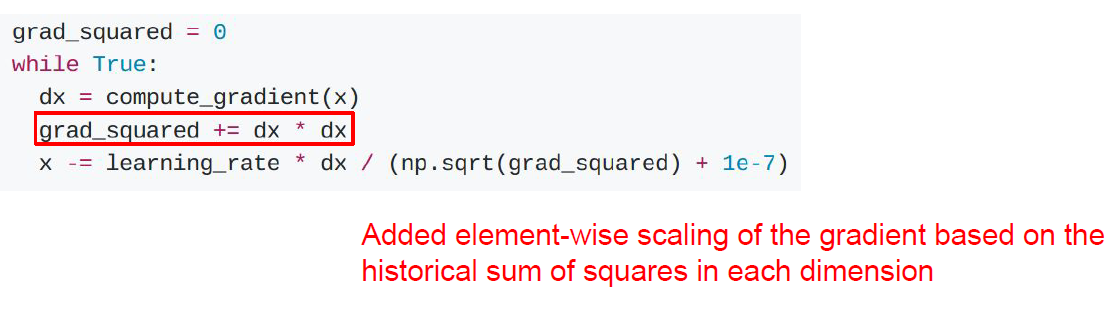 grad_squared = 0
while True:
  dx = compute_gradient(x)
  grad_squared += dx * dx
  x -= learning_rate * dx / (np.sqrt(grad_squared) + 1e-7)
Added element-wise scaling of the gradient based on the
historical sum of squares in each dimension